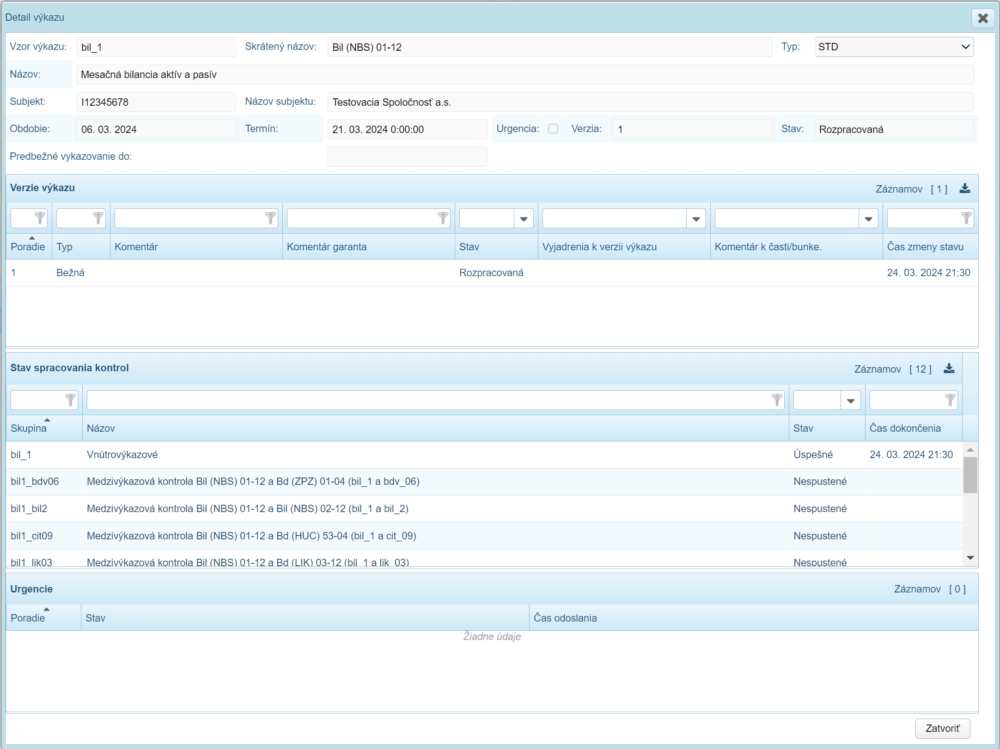 Detail výkazu
Vzor výkazu: bil_1 Skrátený názov: Bil (NBS) 01-12 Typ: STD
Názov: Mesačná bilancia aktív a pasív
Subjekt: I12345678 Názov subjektu: Testovacia Spoločnosť a.s.
Obdobie: 06. 03. 2024 Termín: 21. 03. 2024 0:00:00 Urgencia: Verzia: 1 Stav: Rozpracovaná
Predbežné vykazovanie do:
Verzie výkazu Záznamov [ 1 ]
Poradie Typ Komentár Komentár garanta Stav Vyjadrenia k verzii výkazu Komentár k časti/bunke. Čas zmeny stavu
1 Bežná Rozpracovaná 24. 03. 2024 21:30
Stav spracovania kontrol Záznamov [ 12 ]
Skupina Názov Stav Čas dokončenia
bil_1 Vnútrovýkazové Úspešné 24. 03. 2024 21:30
bil1_bdv06 Medzivýkazová kontrola Bil (NBS) 01-12 a Bd (ZPZ) 01-04 (bil_1 a bdv_06) Nespustené
bil1_bil2 Medzivýkazová kontrola Bil (NBS) 01-12 a Bil (NBS) 02-12 (bil_1 a bil_2) Nespustené
bil1_cit09 Medzivýkazová kontrola Bil (NBS) 01-12 a Bd (HUC) 53-04 (bil_1 a cit_09) Nespustené
bil1_lik03 Medzivýkazová kontrola Bil (NBS) 01-12 a Bd (LIK) 03-12 (bil_1 a lik_03) Nespustené
Urgencie Záznamov [ 0 ]
Poradie Stav Čas odoslania
Žiadne údaje
Zatvoriť